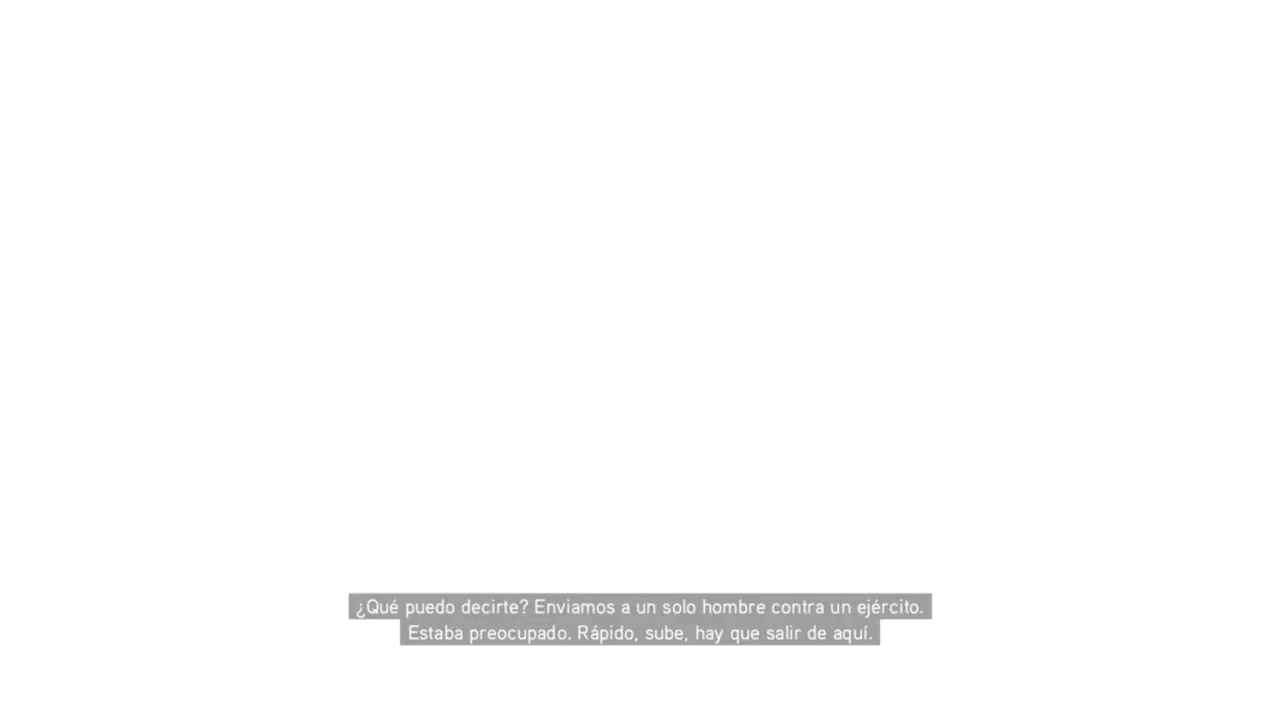 ¿Qué puedo decirte? Enviamos a un solo hombre contra un ejército.
Estaba preocupado. Rápido, sube, hay que salir de aquí.